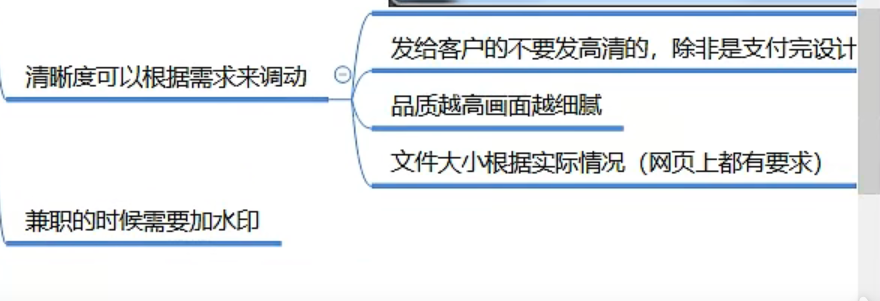 发给客户的不要发高清的，除非是支付完设计
清晰度可以根据需求来调动
品质越高画面越细腻
文件大小根据实际情况（网页上都有要求）
兼职的时候需要加水印